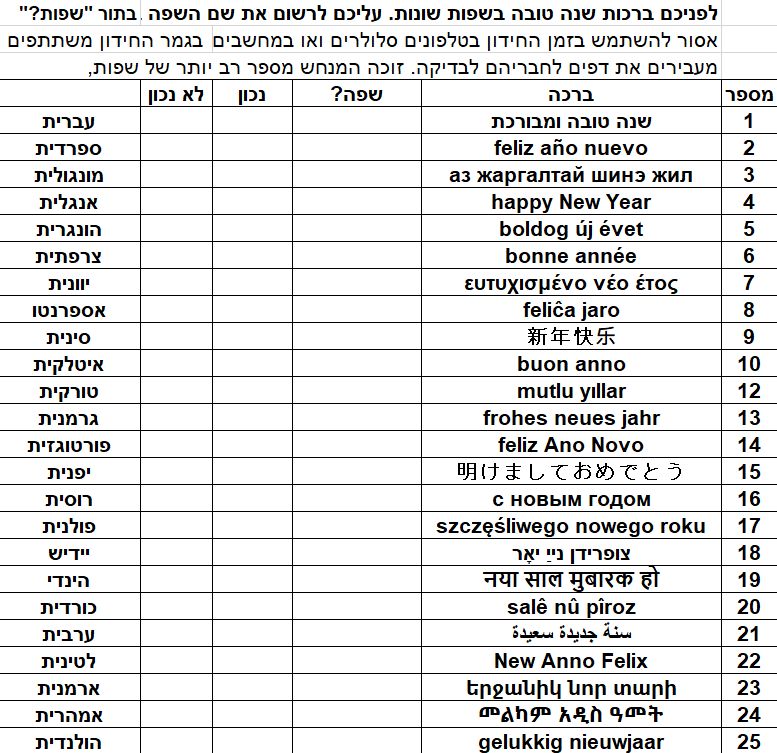 לפניכם ברכות שנה טובה בשפות שונות. עליכם לרשום את שם השפה בתור "שפות?"
אסור להשתמש בזמן החידון בטלפונים סלולרים ואו במחשבים בגמר החידון משתתפים
מעבירים את דפים לחבריהם לבדיקה. זוכה המנחש מספר רב יותר של שפות,
מספר ברכה שפה? נכון לא נכון
1 שנה טובה ומבורכת עברית
2 feliz año nuevo ספרדית
3 аз жаргалтай шинэ жил מונגולית
4 happy New Year אנגלית
5 boldog új évet הונגרית
6 bonne année צרפתית
7 ευτυχισμένο νέο έτος יוונית
8 feliĉa jaro אספרנטו
9 新年快乐 סינית
10 buon anno איטלקית
12 mutlu yıllar טורקית
13 frohes neues jahr גרמנית
14 feliz Ano Novo פורטוגזית
15 明けましておめでとう יפנית
16 с новым годом רוסית
17 szczęśliwego nowego roku פולנית
18 צופרידן נײַ יאָר יידיש
19 नया साल मुबारक हो הינדי
20 salê nû pîroz כורדית
21 سنة جديدة سعيدة ערבית
22 New Anno Felix לטינית
23 երջանիկ նոր տարի ארמנית
24 መልካም አዲስ ዓመት אמהרית
25 gelukkig nieuwjaar הולנדית